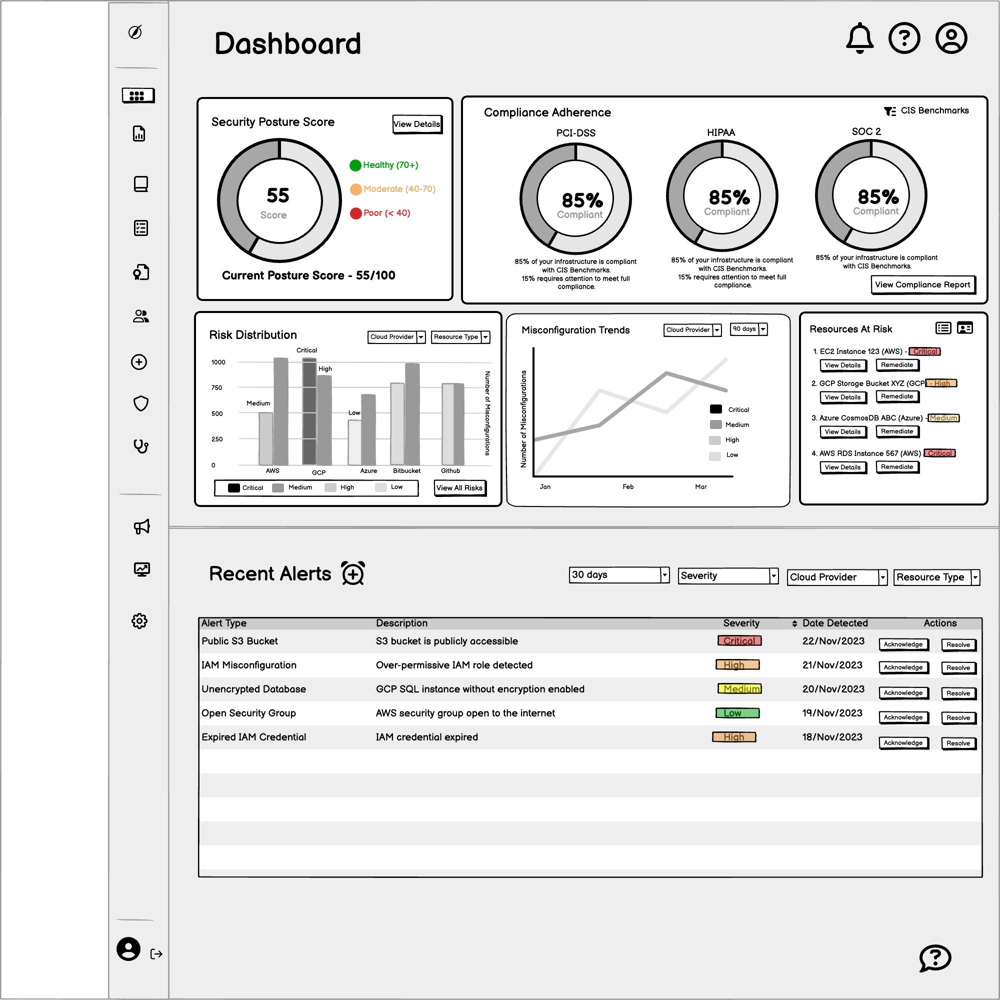 Dashboard
Security Posture Score
View Details
55
Score
Healthy (70+)
Moderate (40-70)
Poor (< 40)
Current Posture Score - 55/100
Compliance Adherence
CIS Benchmarks
PCI-DSS
85%
Compliant
85% of your infrastructure is compliant
with CIS Benchmarks.
15% requires attention to meet full
compliance.
HIPAA
85%
Compliant
85% of your infrastructure is compliant
with CIS Benchmarks.
15% requires attention to meet full
compliance.
SOC 2
85%
Compliant
85% of your infrastructure is compliant
with CIS Benchmarks.
View Compliance Report
Risk Distribution
Cloud Provider
Resource Type
Critical
High
Medium
Low
1000
750
500
250
0
Number of Misconfigurations
AWS
GCP
Azure
Bitbucket
Github
Critical
Medium
High
Low
View All Risks
Misconfiguration Trends
Cloud Provider
90 days
Number of Misconfigurations
Critical
Medium
High
Low
Jan
Feb
Mar
Resources At Risk
1. EC2 Instance 123 (AWS) - Critical
View Details
Remediate
2. GCP Storage Bucket XYZ (GCP - High
View Details
Remediate
3. Azure CosmosDB ABC (Azure) - Medium
View Details
Remediate
4. AWS RDS Instance 567 (AWS) - Critical
View Details
Remediate
Recent Alerts
30 days
Severity
Cloud Provider
Resource Type
Alert Type Description Severity Date Detected Actions
Public S3 Bucket S3 bucket is publicly accessible Critical 22/Nov/2023 Acknowledge Resolve
IAM Misconfiguration Over-permissive IAM role detected High 21/Nov/2023 Acknowledge Resolve
Unencrypted Database GCP SQL instance without encryption enabled Medium 20/Nov/2023 Acknowledge Resolve
Open Security Group AWS security group open to the internet Low 19/Nov/2023 Acknowledge Resolve
Expired IAM Credential IAM credential expired High 18/Nov/2023 Acknowledge Resolve